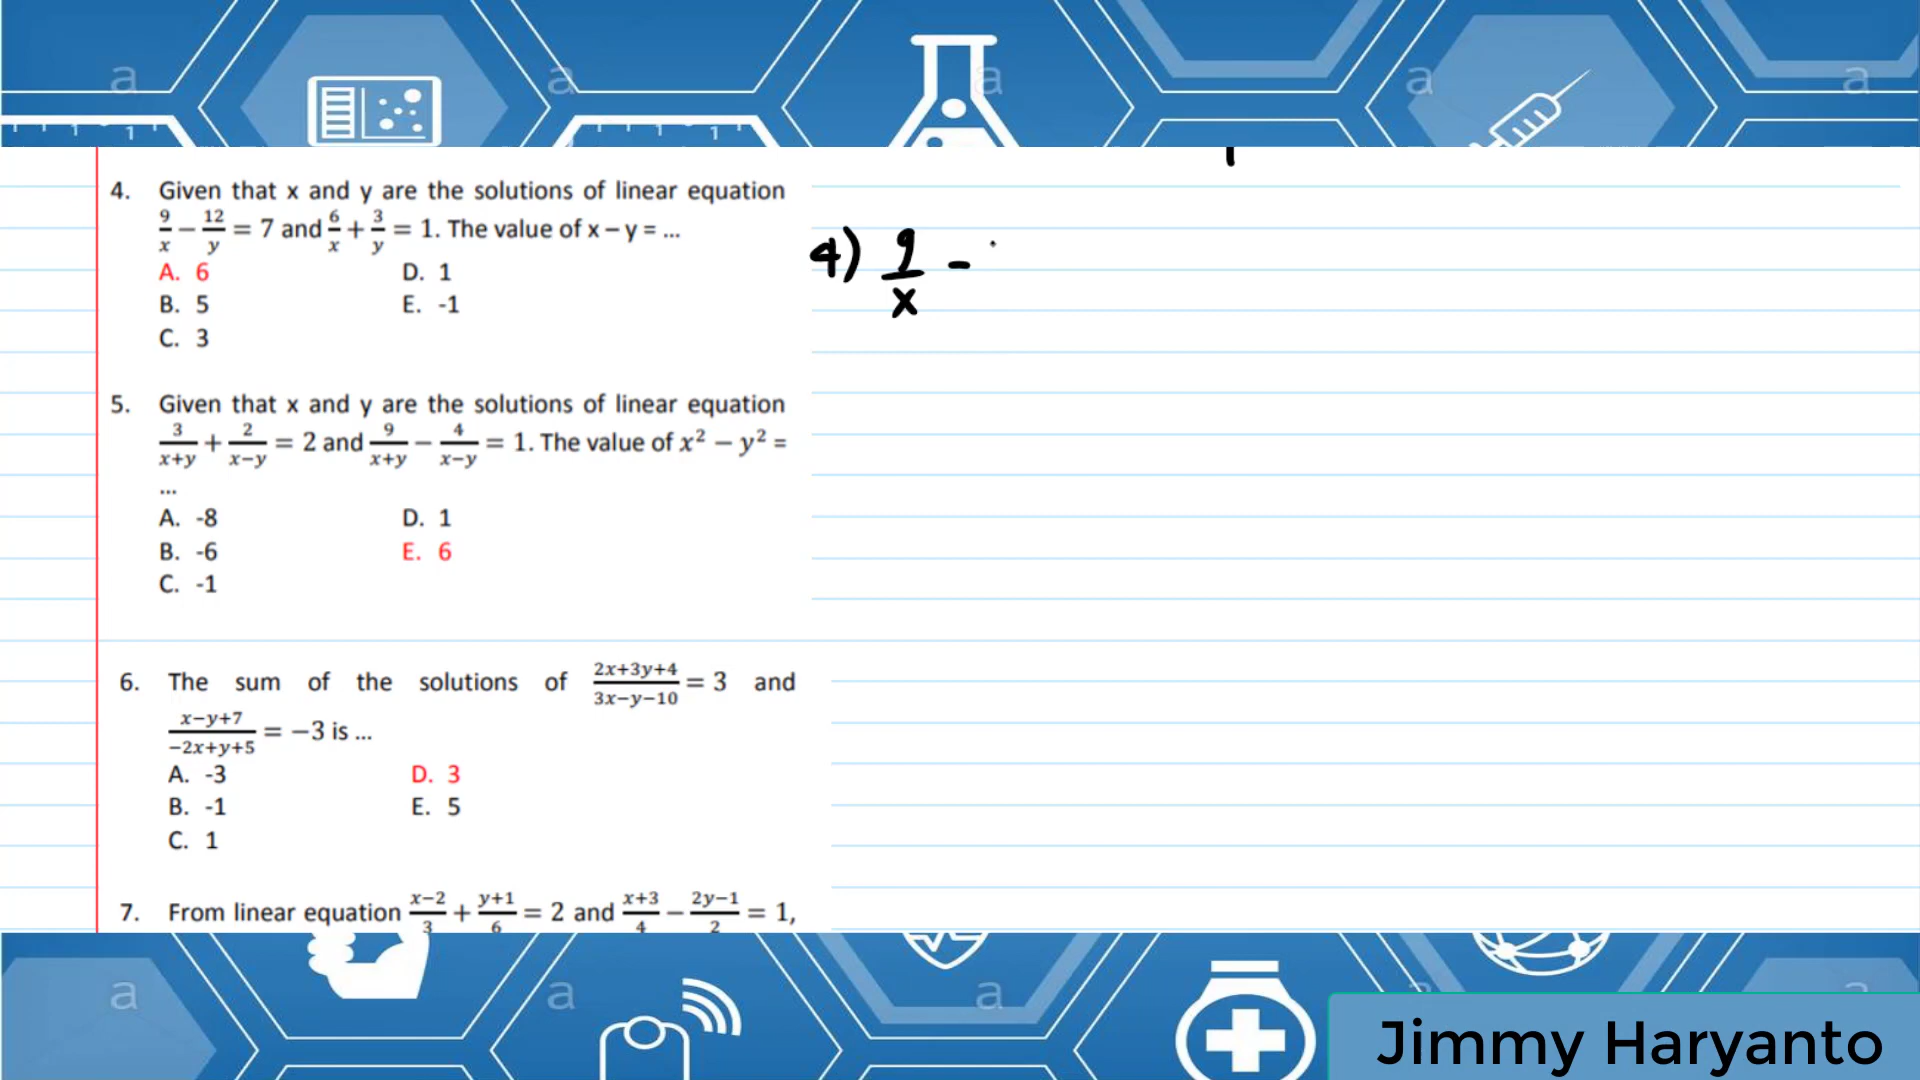 4. Given that x and y are the solutions of linear equation
9/x − 12/y = 7 and 6/x + 3/y = 1. The value of x – y = ...
A. 6 D. 1
B. 5 E. -1
C. 3
5. Given that x and y are the solutions of linear equation
3/(x+y) + 2/(x−y) = 2 and 9/(x+y) − 4/(x−y) = 1. The value of x² − y² =
...
A. -8 D. 1
B. -6 E. 6
C. -1
6. The sum of the solutions of (2x+3y+4)/(3x−y−10) = 3 and
(x−y+7)/(−2x+y+5) = −3 is ...
A. -3 D. 3
B. -1 E. 5
C. 1
7. From linear equation (x−2)/3 + (y+1)/6 = 2 and (x+3)/4 − (2y−1)/2 = 1,
4) 9/x -
Jimmy Haryanto